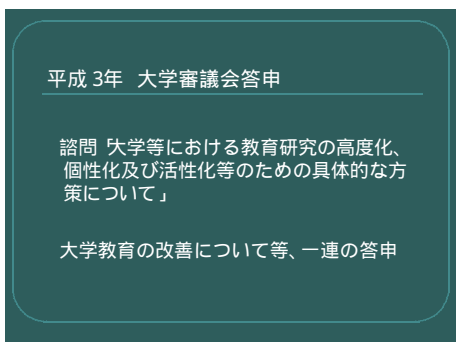 平成 3年 大学審議会答申
諮問「大学等における教育研究の高度化、
個性化及び活性化等のための具体的な方
策について」
大学教育の改善について等、一連の答申